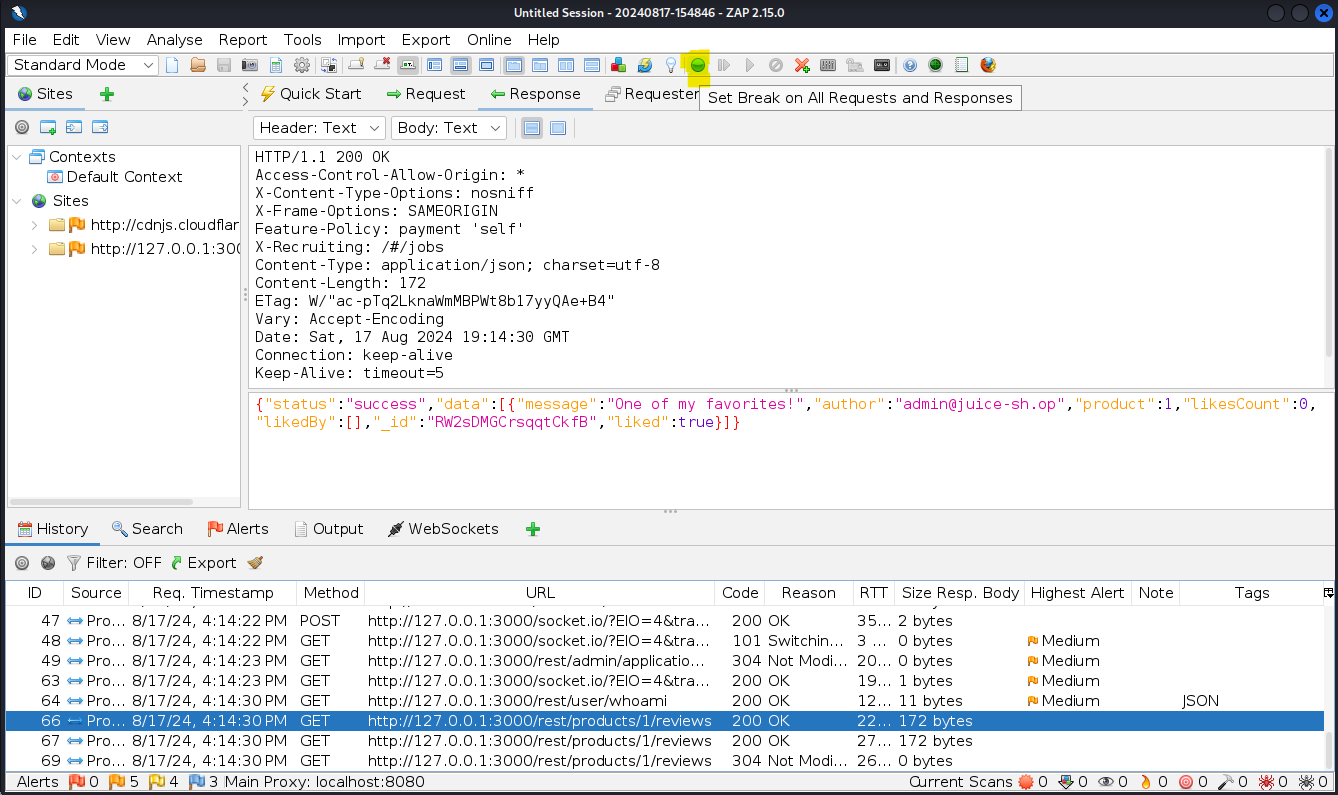 Untitled Session - 20240817-154846 - ZAP 2.15.0
File Edit View Analyse Report Tools Import Export Online Help
Standard Mode
Sites
Quick Start Request Response Requester
Set Break on All Requests and Responses
Header: Text Body: Text
Contexts
Default Context
Sites
http://cdnjs.cloudflar
http://127.0.0.1:300
HTTP/1.1 200 OK
Access-Control-Allow-Origin: *
X-Content-Type-Options: nosniff
X-Frame-Options: SAMEORIGIN
Feature-Policy: payment 'self'
X-Recruiting: /#/jobs
Content-Type: application/json; charset=utf-8
Content-Length: 172
ETag: W/"ac-pTq2LknaWmMBPWt8b17yyQAe+B4"
Vary: Accept-Encoding
Date: Sat, 17 Aug 2024 19:14:30 GMT
Connection: keep-alive
Keep-Alive: timeout=5
{"status":"success","data":[{"message":"One of my favorites!","author":"admin@juice-sh.op","product":1,"likesCount":0,
"likedBy":[],"_id":"RW2sDMGCrsqqtCkfB","liked":true}]}
History Search Alerts Output WebSockets
Filter: OFF Export
ID Source Req. Timestamp Method URL Code Reason RTT Size Resp. Body Highest Alert Note Tags
47 Pro... 8/17/24, 4:14:22 PM POST http://127.0.0.1:3000/socket.io/?EIO=4&tra... 200 OK 35... 2 bytes
48 Pro... 8/17/24, 4:14:22 PM GET http://127.0.0.1:3000/socket.io/?EIO=4&tra... 101 Switchin... 3 ... 0 bytes Medium
49 Pro... 8/17/24, 4:14:23 PM GET http://127.0.0.1:3000/rest/admin/applicatio... 304 Not Modi... 20... 0 bytes Medium
63 Pro... 8/17/24, 4:14:23 PM GET http://127.0.0.1:3000/socket.io/?EIO=4&tra... 200 OK 19... 1 bytes Medium
64 Pro... 8/17/24, 4:14:30 PM GET http://127.0.0.1:3000/rest/user/whoami 200 OK 12... 11 bytes Medium JSON
66 Pro... 8/17/24, 4:14:30 PM GET http://127.0.0.1:3000/rest/products/1/reviews 200 OK 22... 172 bytes
67 Pro... 8/17/24, 4:14:30 PM GET http://127.0.0.1:3000/rest/products/1/reviews 200 OK 27... 172 bytes
69 Pro... 8/17/24, 4:14:30 PM GET http://127.0.0.1:3000/rest/products/1/reviews 304 Not Modi... 26... 0 bytes
Alerts 0 5 4 3 Main Proxy: localhost:8080 Current Scans 0 0 0 0 0 0 0 0